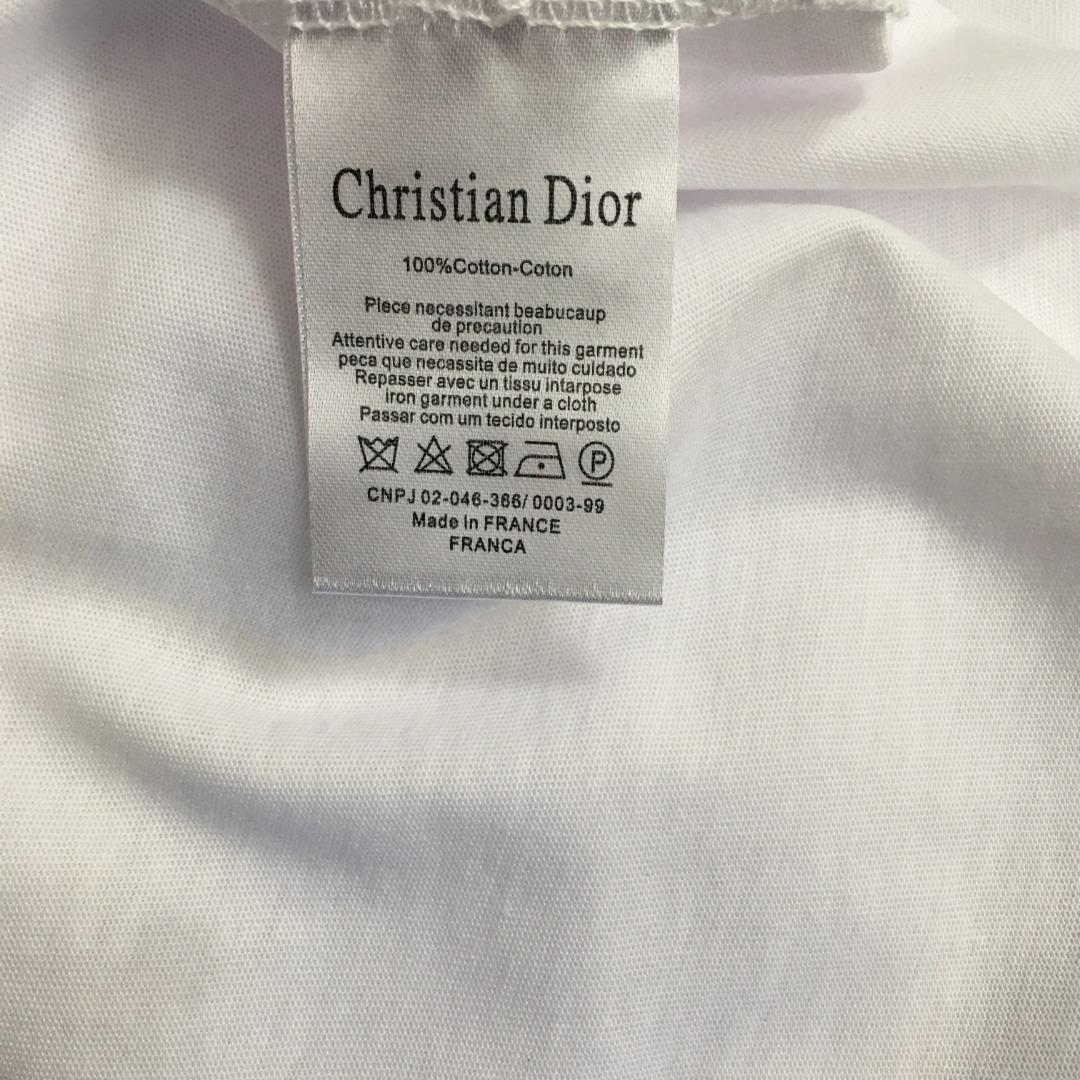 Christian Dior
100%Cotton-Coton
Piece necessitant beabucaup
de precaution
Attentive care needed for this garment
peca que necassita de muito cuidado
Repasser avec un tissu intarpose
iron garment under a cloth
Passar com um tecido interposto
P
CNPJ 02-046-366/ 0003-99
Made in FRANCE
FRANCA